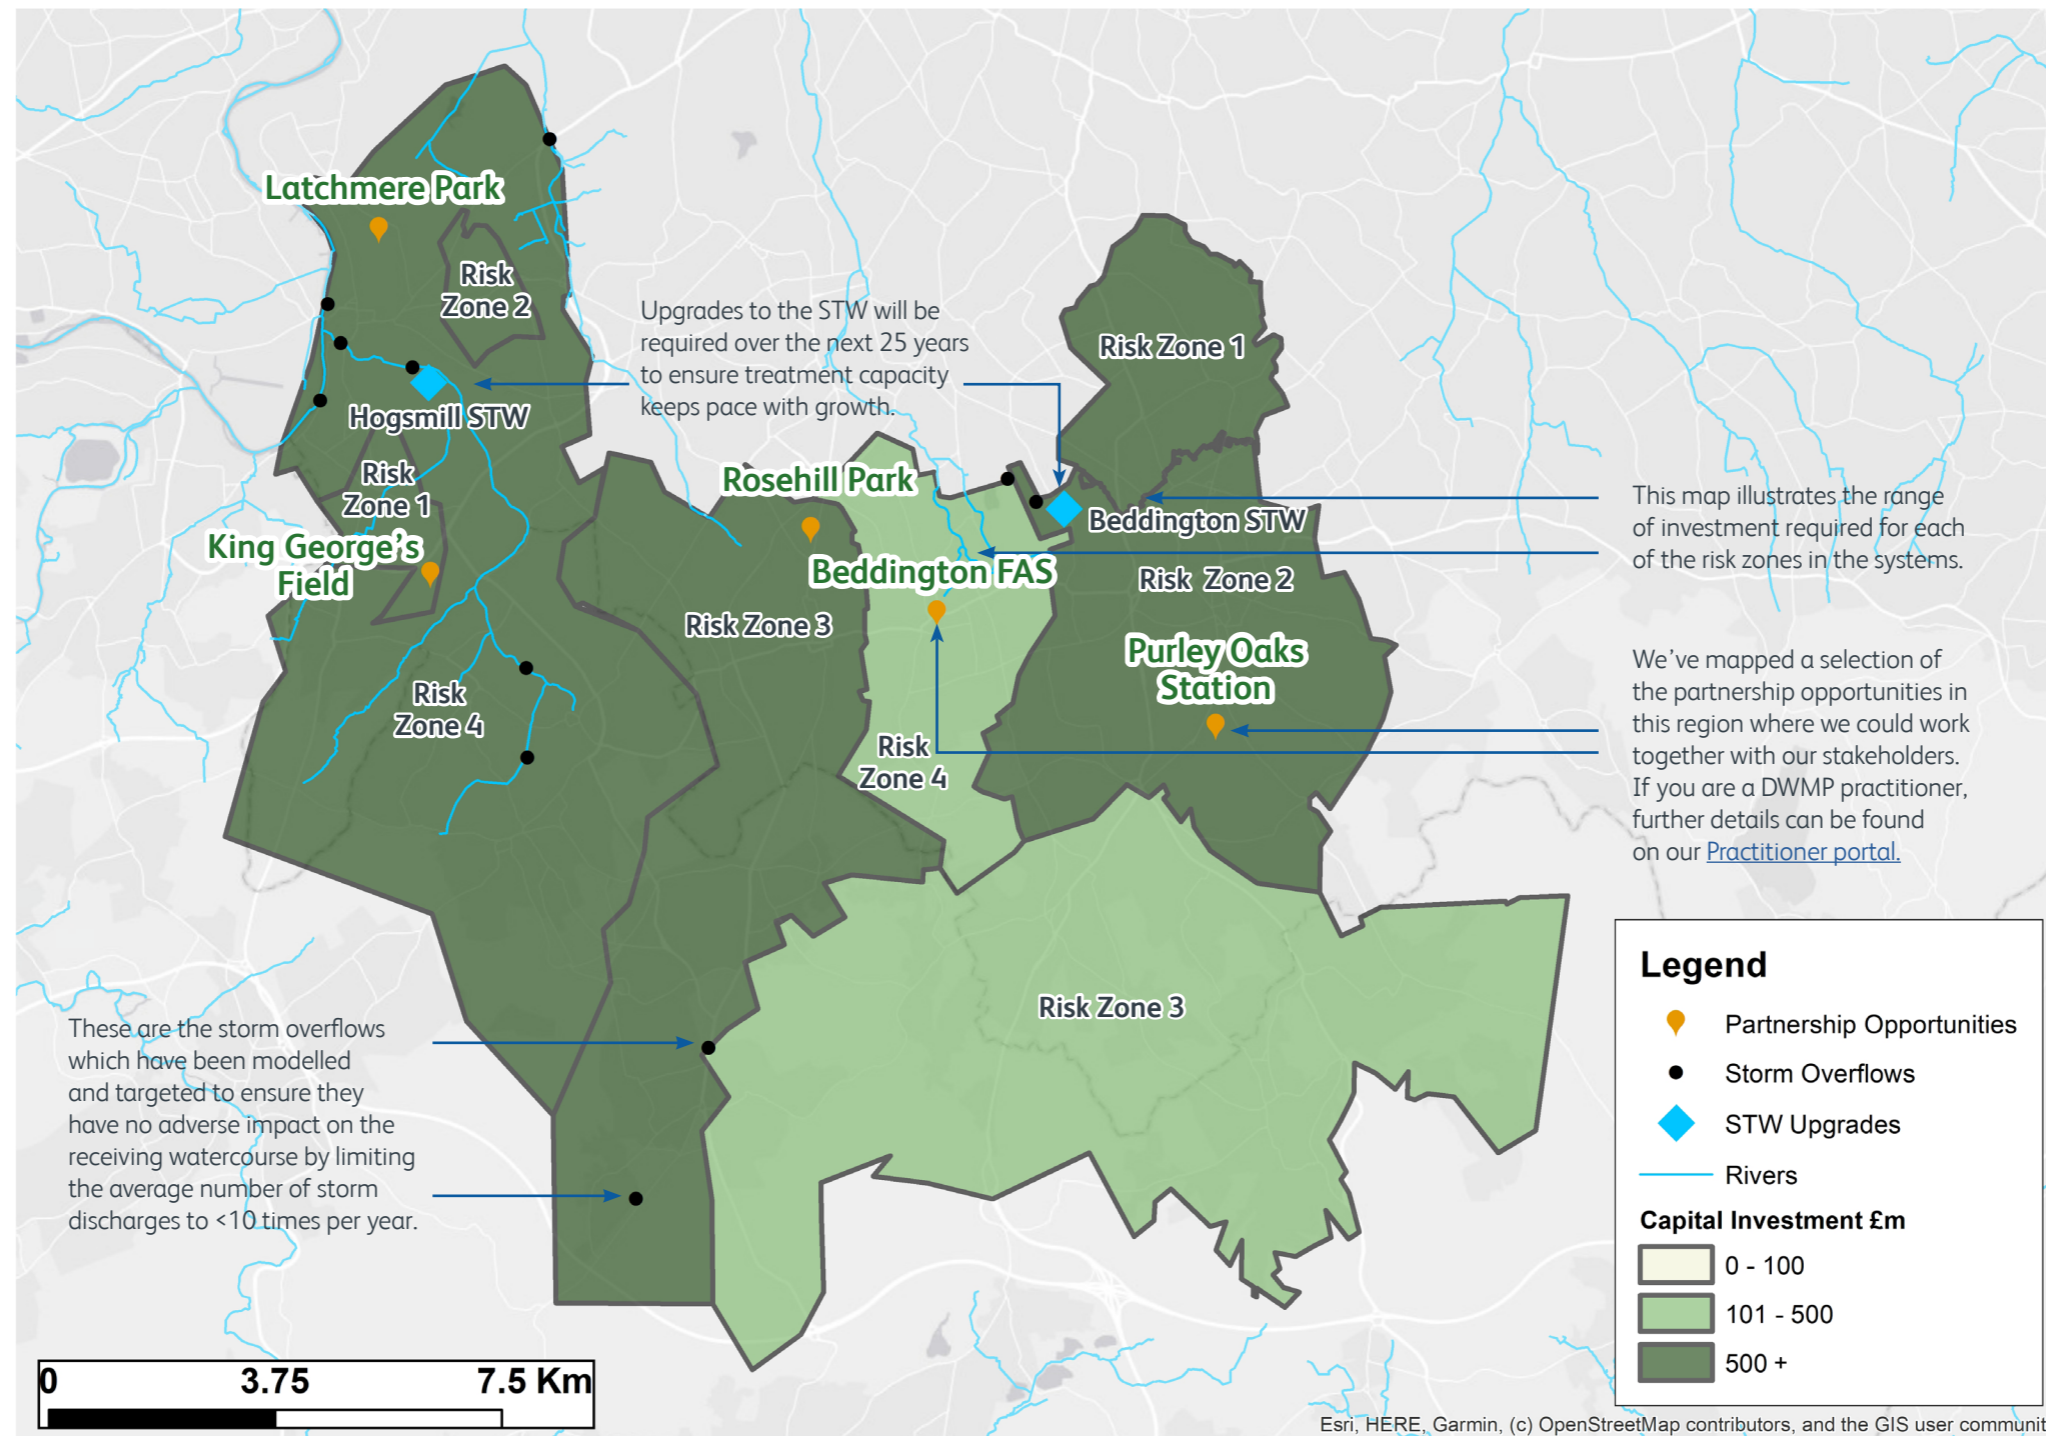 Latchmere Park
Risk
Zone 2
Hogsmill STW
Risk
Zone 1
King George's
Field
Risk
Zone 4
Upgrades to the STW will be
required over the next 25 years
to ensure treatment capacity
keeps pace with growth.
Risk Zone 1
Rosehill Park
Beddington STW
Beddington FAS
Risk Zone 2
Risk Zone 3
Purley Oaks
Station
Risk
Zone 4
Risk Zone 3
This map illustrates the range
of investment required for each
of the risk zones in the systems.
We've mapped a selection of
the partnership opportunities in
this region where we could work
together with our stakeholders.
If you are a DWMP practitioner,
further details can be found
on our Practitioner portal.
These are the storm overflows
which have been modelled
and targeted to ensure they
have no adverse impact on the
receiving watercourse by limiting
the average number of storm
discharges to <10 times per year.
Legend
Partnership Opportunities
Storm Overflows
STW Upgrades
Rivers
Capital Investment £m
0 - 100
101 - 500
500 +
0 3.75 7.5 Km
Esri, HERE, Garmin, (c) OpenStreetMap contributors, and the GIS user communit